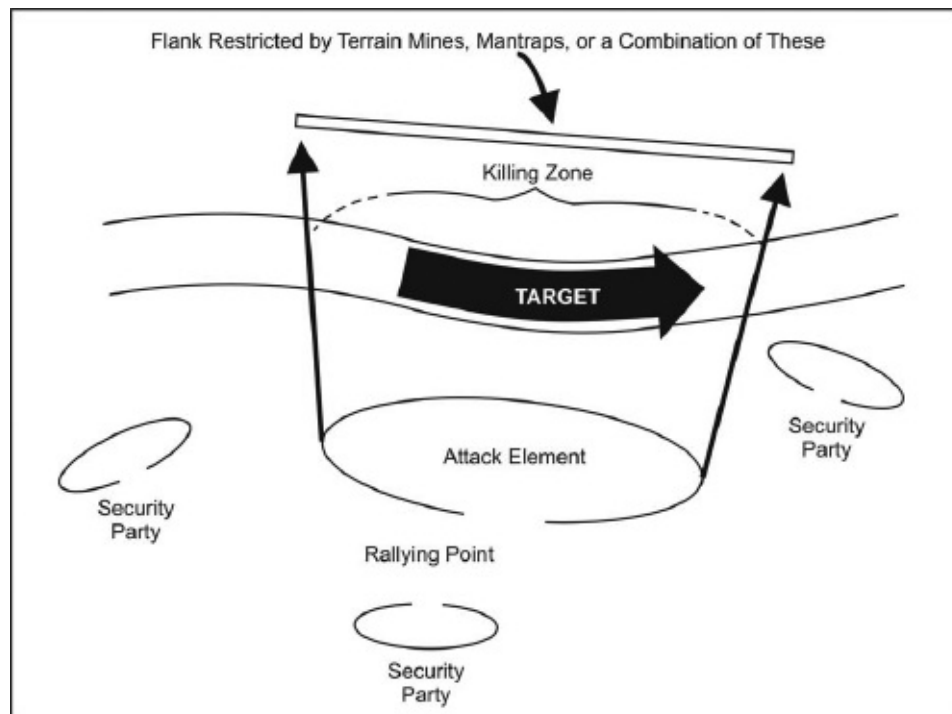 Flank Restricted by Terrain Mines, Mantraps, or a Combination of These
Killing Zone
TARGET
Attack Element
Security
Party
Security
Party
Rallying Point
Security
Party